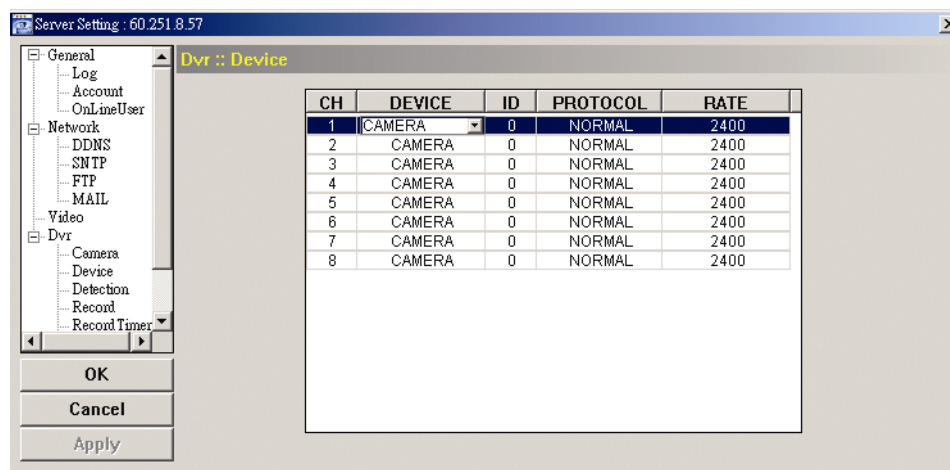 Server Setting : 60.251.8.57
General
Log
Account
OnLineUser
Network
DDNS
SNTP
FTP
MAIL
Video
Dvr
Camera
Device
Detection
Record
Record Timer
OK
Cancel
Apply
Dvr :: Device
CH DEVICE ID PROTOCOL RATE
1 CAMERA 0 NORMAL 2400
2 CAMERA 0 NORMAL 2400
3 CAMERA 0 NORMAL 2400
4 CAMERA 0 NORMAL 2400
5 CAMERA 0 NORMAL 2400
6 CAMERA 0 NORMAL 2400
7 CAMERA 0 NORMAL 2400
8 CAMERA 0 NORMAL 2400